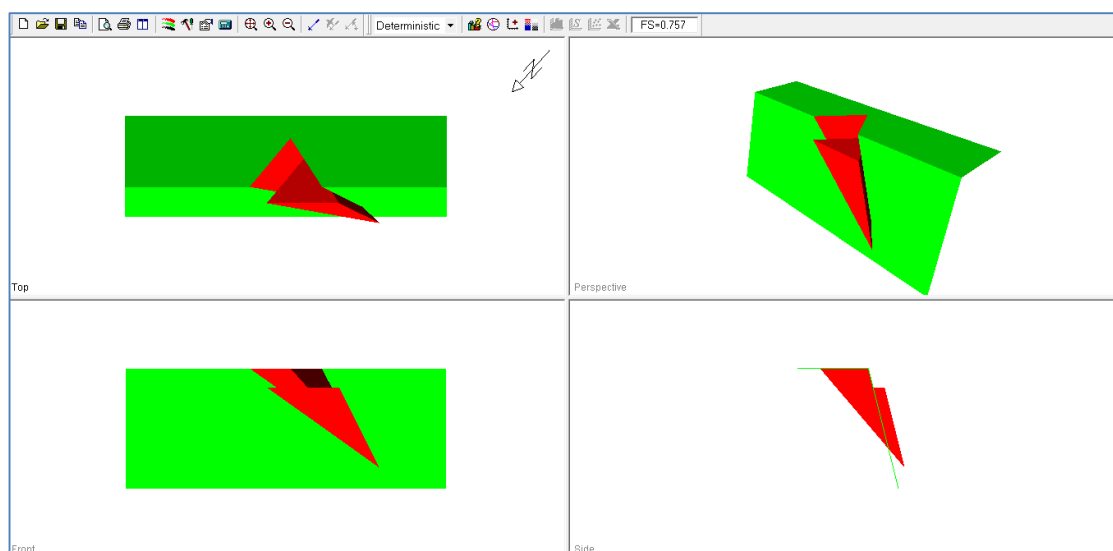 Deterministic FS=0.757
N
Top
Perspective
Front
Side